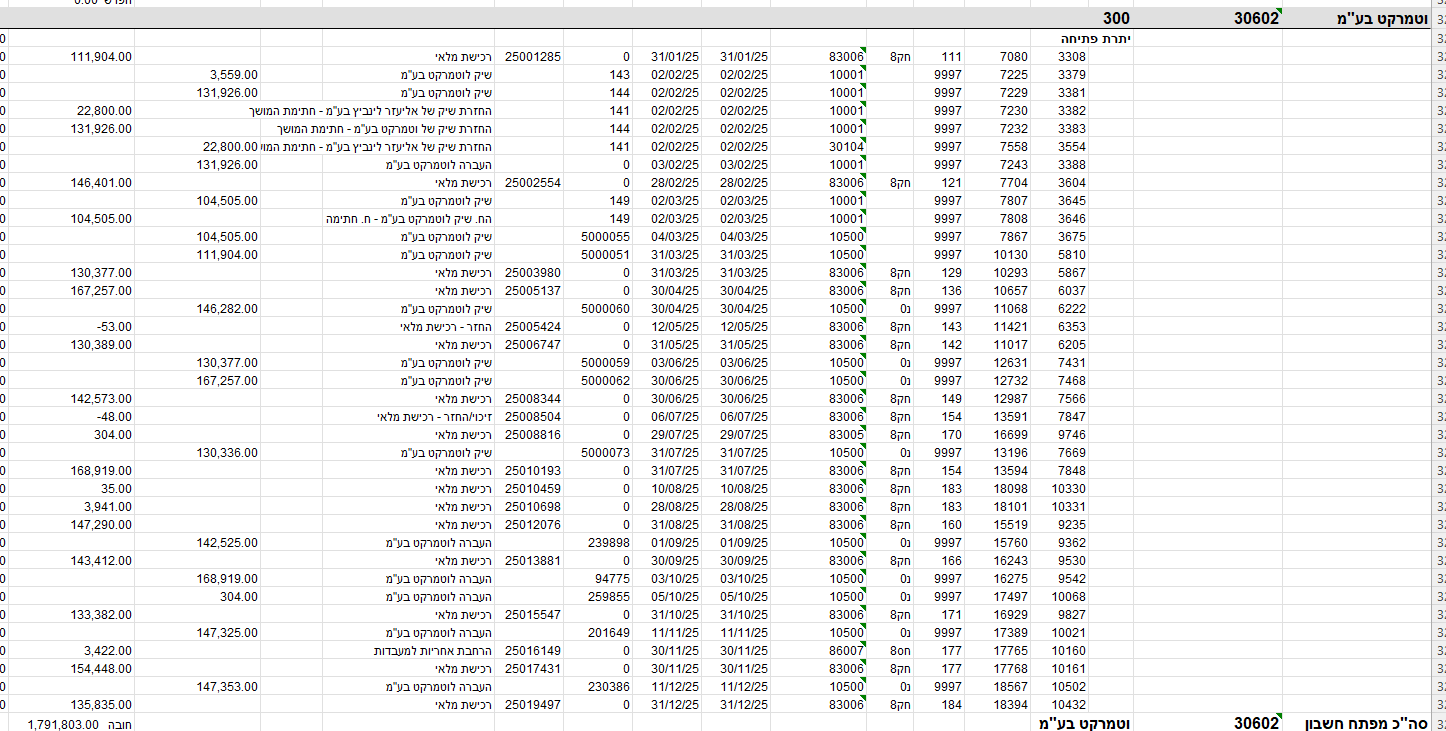 הפרש 0.00
וטמרקט בע"מ 30602 300
יתרת פתיחה
3308 7080 111 חק8 83006 31/01/25 31/01/25 0 25001285 רכישת מלאי 111,904.00
3379 7225 9997 10001 02/02/25 02/02/25 143 שיק לוטמרקט בע"מ 3,559.00
3381 7229 9997 10001 02/02/25 02/02/25 144 שיק לוטמרקט בע"מ 131,926.00
3382 7230 9997 10001 02/02/25 02/02/25 141 החזרת שיק של אליעזר לינביץ בע"מ - חתימת המושך 22,800.00
3383 7232 9997 10001 02/02/25 02/02/25 144 החזרת שיק של וטמרקט בע"מ - חתימת המושך 131,926.00
3554 7558 9997 30104 02/02/25 02/02/25 141 החזרת שיק של אליעזר לינביץ בע"מ - חתימת המוש 22,800.00
3388 7243 9997 10001 03/02/25 03/02/25 0 העברה לוטמרקט בע"מ 131,926.00
3604 7704 121 חק8 83006 28/02/25 28/02/25 0 25002554 רכישת מלאי 146,401.00
3645 7807 9997 10001 02/03/25 02/03/25 149 שיק לוטמרקט בע"מ 104,505.00
3646 7808 9997 10001 02/03/25 02/03/25 149 הח. שיק לוטמרקט בע"מ - ח. חתימה 104,505.00
3675 7867 9997 10500 04/03/25 04/03/25 5000055 שיק לוטמרקט בע"מ 104,505.00
5810 10130 9997 10500 31/03/25 31/03/25 5000051 שיק לוטמרקט בע"מ 111,904.00
5867 10293 129 חק8 83006 31/03/25 31/03/25 0 25003980 רכישת מלאי 130,377.00
6037 10657 136 חק8 83006 30/04/25 30/04/25 0 25005137 רכישת מלאי 167,257.00
6222 11068 9997 נ0 10500 30/04/25 30/04/25 5000060 שיק לוטמרקט בע"מ 146,282.00
6353 11421 143 חק8 83006 12/05/25 12/05/25 0 25005424 החזר - רכישת מלאי -53.00
6205 11017 142 חק8 83006 31/05/25 31/05/25 0 25006747 רכישת מלאי 130,389.00
7431 12631 9997 נ0 10500 03/06/25 03/06/25 5000059 שיק לוטמרקט בע"מ 130,377.00
7468 12732 9997 נ0 10500 30/06/25 30/06/25 5000062 שיק לוטמרקט בע"מ 167,257.00
7566 12987 149 חק8 83006 30/06/25 30/06/25 0 25008344 רכישת מלאי 142,573.00
7847 13591 154 חק8 83006 06/07/25 06/07/25 0 25008504 זיכוי/החזר - רכישת מלאי -48.00
9746 16699 170 חק8 83005 29/07/25 29/07/25 0 25008816 רכישת מלאי 304.00
7669 13196 9997 נ0 10500 31/07/25 31/07/25 5000073 שיק לוטמרקט בע"מ 130,336.00
7848 13594 154 חק8 83006 31/07/25 31/07/25 0 25010193 רכישת מלאי 168,919.00
10330 18098 183 חק8 83006 10/08/25 10/08/25 0 25010459 רכישת מלאי 35.00
10331 18101 183 חק8 83006 28/08/25 28/08/25 0 25010698 רכישת מלאי 3,941.00
9235 15519 160 חק8 83006 31/08/25 31/08/25 0 25012076 רכישת מלאי 147,290.00
9362 15760 9997 נ0 10500 01/09/25 01/09/25 239898 העברה לוטמרקט בע"מ 142,525.00
9530 16243 166 חק8 83006 30/09/25 30/09/25 0 25013881 רכישת מלאי 143,412.00
9542 16275 9997 נ0 10500 03/10/25 03/10/25 94775 העברה לוטמרקט בע"מ 168,919.00
10068 17497 9997 נ0 10500 05/10/25 05/10/25 259855 העברה לוטמרקט בע"מ 304.00
9827 16929 171 חק8 83006 31/10/25 31/10/25 0 25015547 רכישת מלאי 133,382.00
10021 17389 9997 נ0 10500 11/11/25 11/11/25 201649 העברה לוטמרקט בע"מ 147,325.00
10160 17765 177 חס8 86007 30/11/25 30/11/25 0 25016149 הרחבת אחריות למעבדות 3,422.00
10161 17768 177 חק8 83006 30/11/25 30/11/25 0 25017431 רכישת מלאי 154,448.00
10502 18567 9997 נ0 10500 11/12/25 11/12/25 230386 העברה לוטמרקט בע"מ 147,353.00
10432 18394 184 חק8 83006 31/12/25 31/12/25 0 25019497 רכישת מלאי 135,835.00
סה"כ מפתח חשבון 30602 וטמרקט בע"מ חובה 1,791,803.00